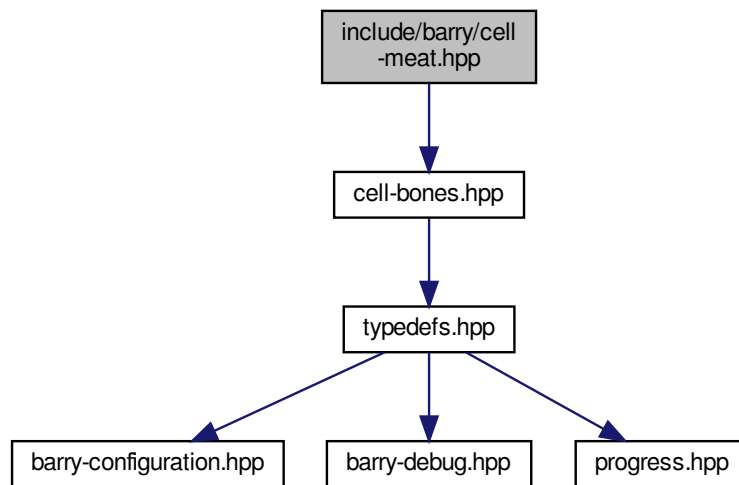 include/barry/cell
-meat.hpp
cell-bones.hpp
typedefs.hpp
barry-configuration.hpp
barry-debug.hpp
progress.hpp